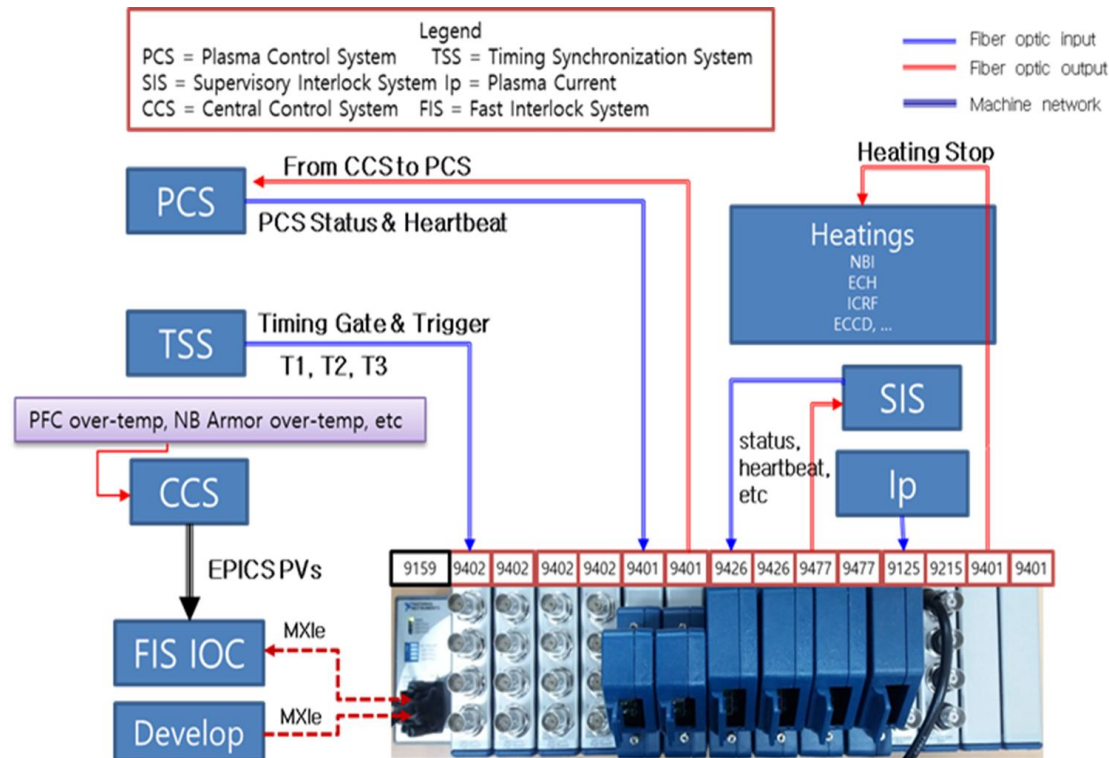 Legend
PCS = Plasma Control System TSS = Timing Synchronization System
SIS = Supervisory Interlock System Ip = Plasma Current
CCS = Central Control System FIS = Fast Interlock System
Fiber optic input
Fiber optic output
Machine network
From CCS to PCS
PCS
PCS Status & Heartbeat
Heating Stop
Heatings
NBI
ECH
ICRF
ECCD, ...
TSS
Timing Gate & Trigger
T1, T2, T3
PFC over-temp, NB Armor over-temp, etc
CCS
SIS
status,
heartbeat,
etc
Ip
EPICS PVs
9159 9402 9402 9402 9402 9401 9401 9426 9426 9477 9477 9125 9215 9401 9401
FIS IOC
MXIe
Develop
MXIe